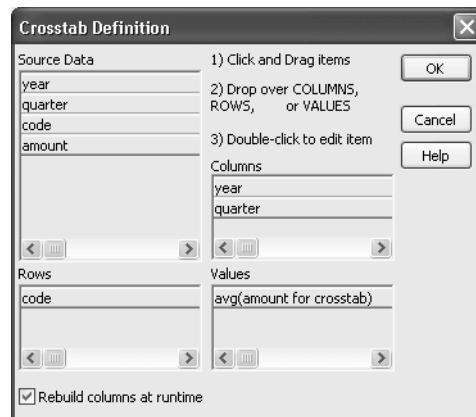 Crosstab Definition
Source Data
year
quarter
code
amount
1) Click and Drag items
2) Drop over COLUMNS,
ROWS, or VALUES
3) Double-click to edit item
OK
Cancel
Help
Columns
year
quarter
Rows
code
Values
avg(amount for crosstab)
Rebuild columns at runtime